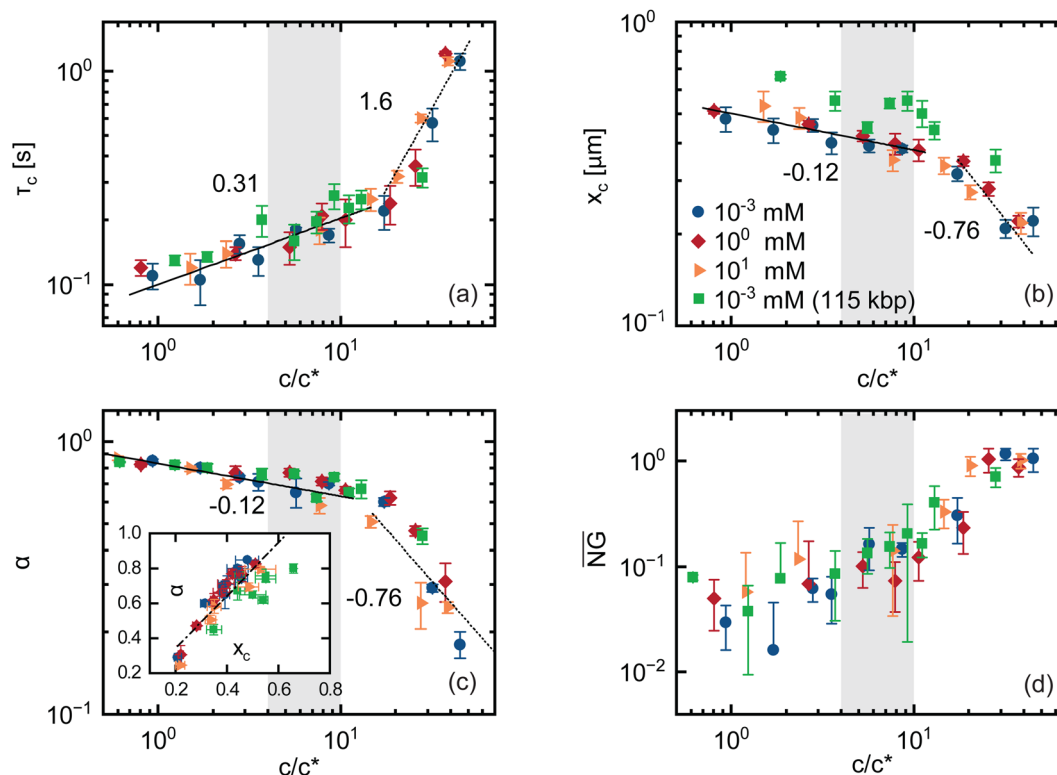 τc [s]
10⁰
10⁻¹
0.31
1.6
(a)
10⁰ 10¹
c/c*
xc [μm]
10⁰
10⁻¹
-0.12
-0.76
10⁻³ mM
10⁰ mM
10¹ mM
10⁻³ mM (115 kbp)
(b)
10⁰ 10¹
c/c*
α
10⁰
10⁻¹
-0.12
-0.76
α
1.0
0.8
0.6
0.4
0.2
xc
0.2 0.4 0.6 0.8
(c)
10⁰ 10¹
c/c*
N̅G̅
10⁰
10⁻¹
10⁻²
(d)
10⁰ 10¹
c/c*